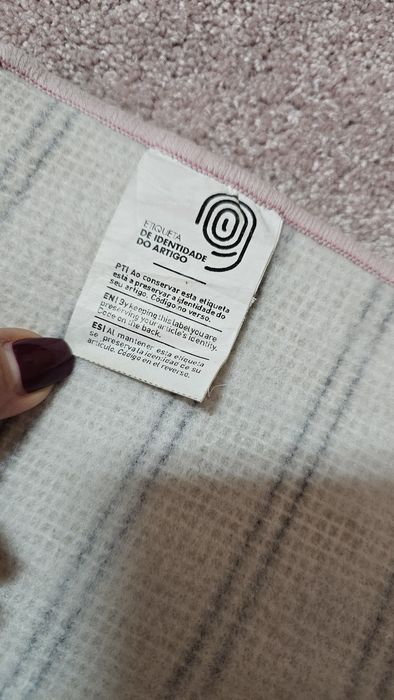 ETIQUETA
DE IDENTIDADE
DO ARTIGO
PT| Ao conservar esta etiqueta
está a preservar a identidade do
seu artigo. Código no verso.
EN| By keeping this label you are
preserving your article's identity.
Code on the back.
ES| Al mantener esta etiqueta
se preserva la identidad de su
artículo. Código en el reverso.